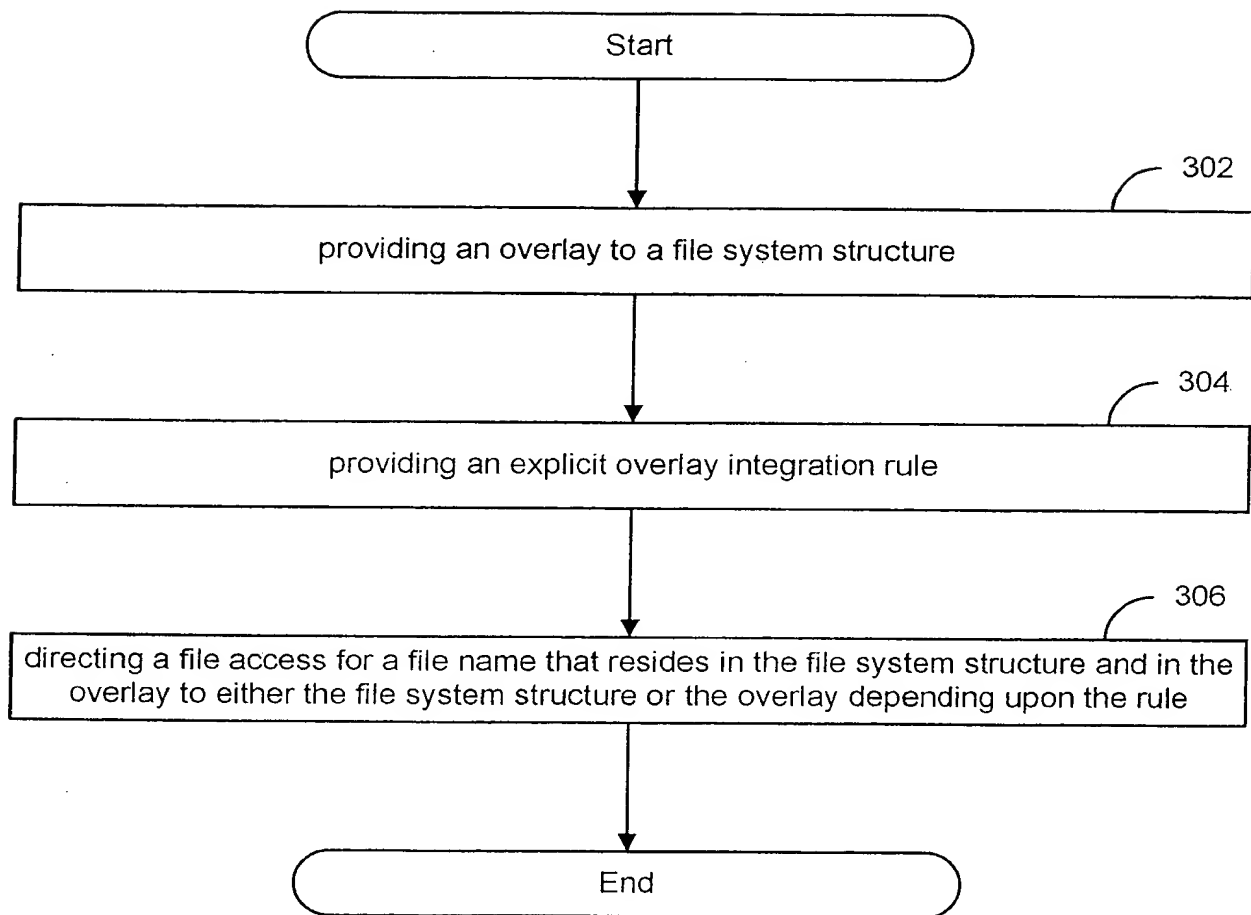 Start
302
providing an overlay to a file system structure
304
providing an explicit overlay integration rule
306
directing a file access for a file name that resides in the file system structure and in the
overlay to either the file system structure or the overlay depending upon the rule
End